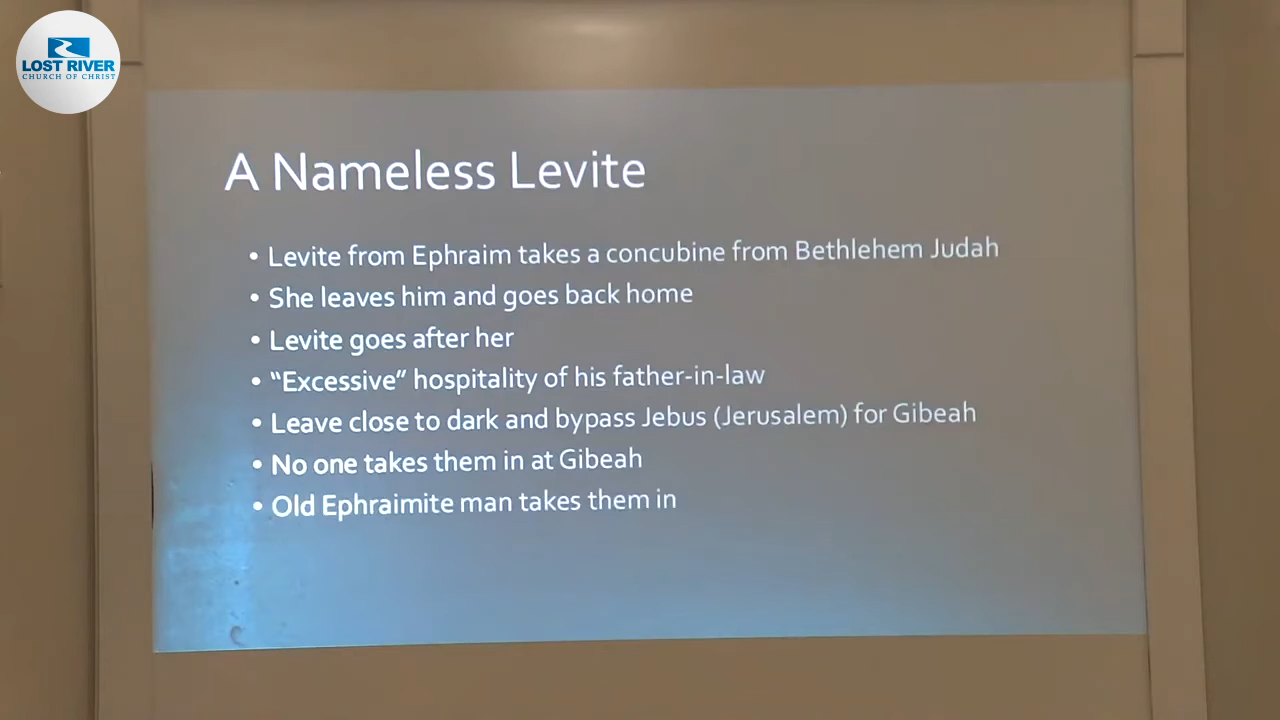 LOST RIVER
CHURCH OF CHRIST
A Nameless Levite
• Levite from Ephraim takes a concubine from Bethlehem Judah
• She leaves him and goes back home
• Levite goes after her
• “Excessive” hospitality of his father-in-law
• Leave close to dark and bypass Jebus (Jerusalem) for Gibeah
• No one takes them in at Gibeah
• Old Ephraimite man takes them in